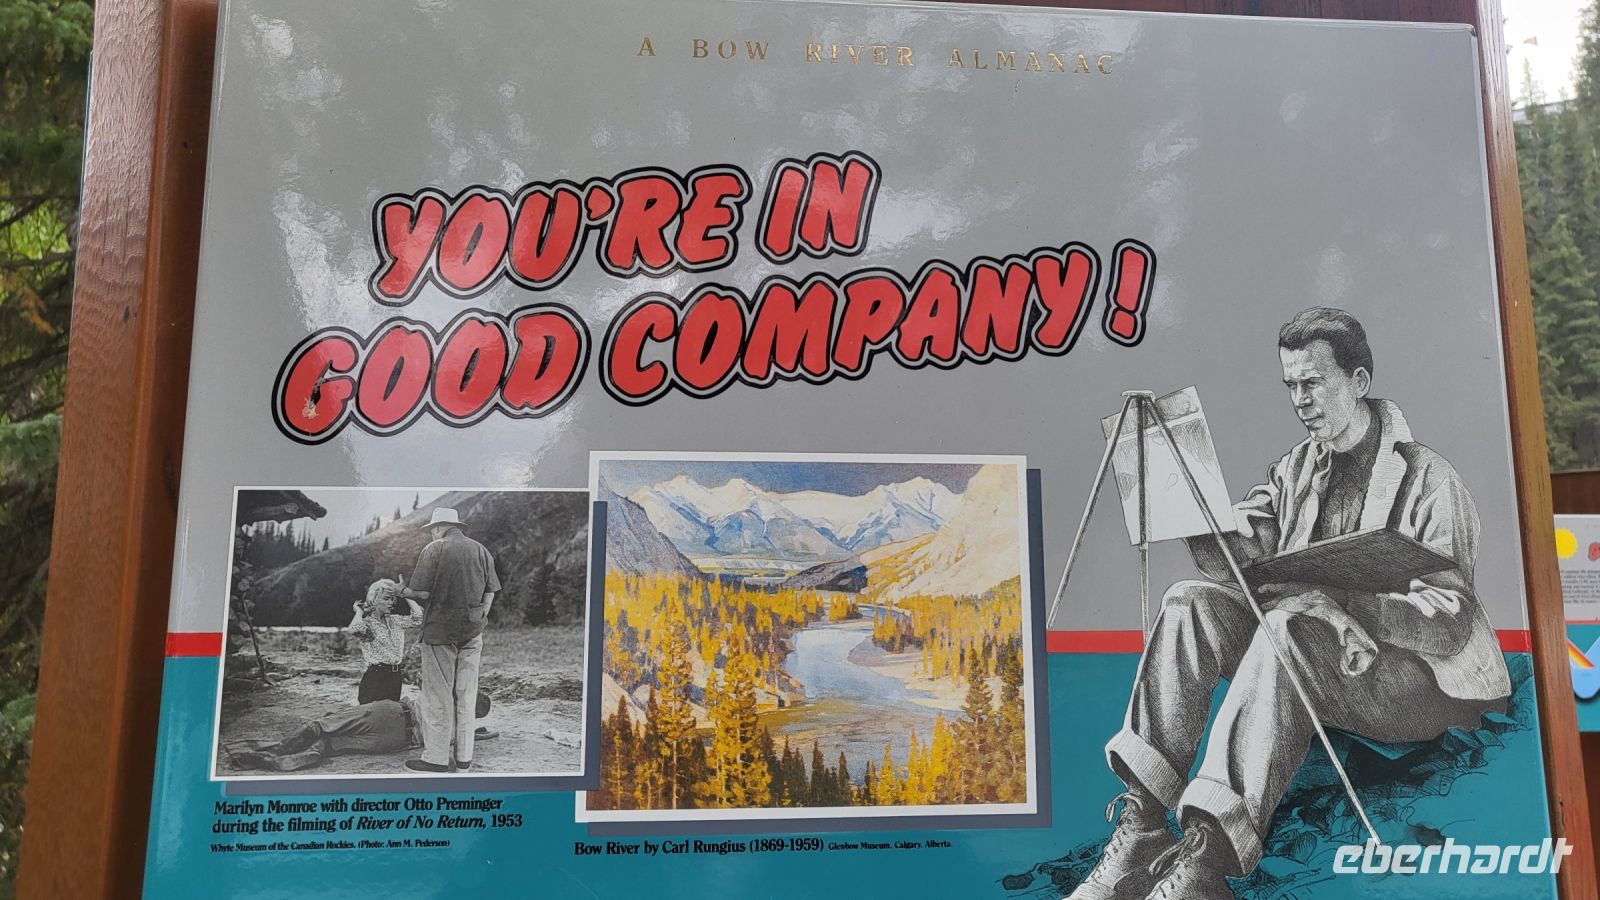 A BOW RIVER ALMANAC
YOU'RE IN
GOOD COMPANY!
Marilyn Monroe with director Otto Preminger
during the filming of River of No Return, 1953
Whyte Museum of the Canadian Rockies. (Photo: Ann M. Pederson)
Bow River by Carl Rungius (1869-1959) Glenbow Museum. Calgary. Alberta.
eberhardt